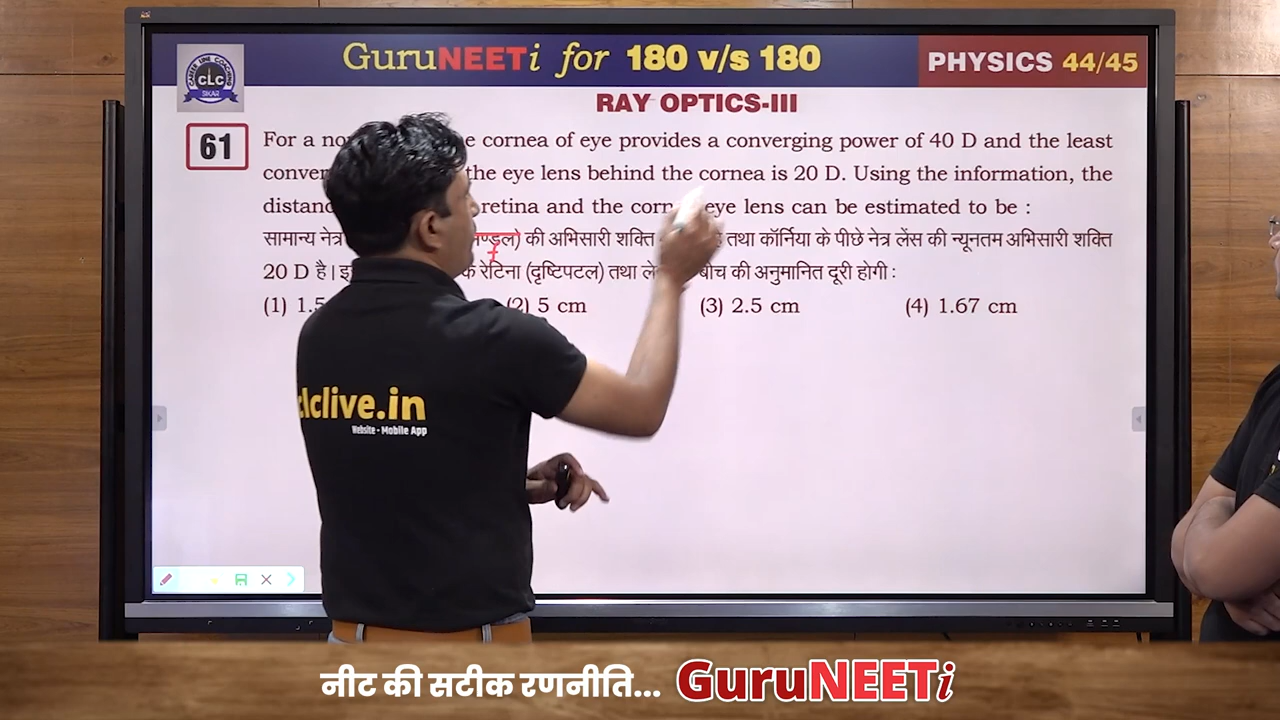 GuruNEETi for 180 v/s 180
PHYSICS 44/45
CAREER LINE COACHING
CLC
SIKAR
RAY OPTICS-III
61
For a no e cornea of eye provides a converging power of 40 D and the least
conver the eye lens behind the cornea is 20 D. Using the information, the
distanc retina and the corn eye lens can be estimated to be :
सामान्य नेत्र की अभिसारी शक्ति तथा कॉर्निया के पीछे नेत्र लेंस की न्यूनतम अभिसारी शक्ति
20 D है। रेटिना (दृष्टिपटल) तथा बीच की अनुमानित दूरी होगी :
(1) 1.5 (2) 5 cm (3) 2.5 cm (4) 1.67 cm
clclive.in
Website - Mobile App
नीट की सटीक रणनीति... GuruNEETi